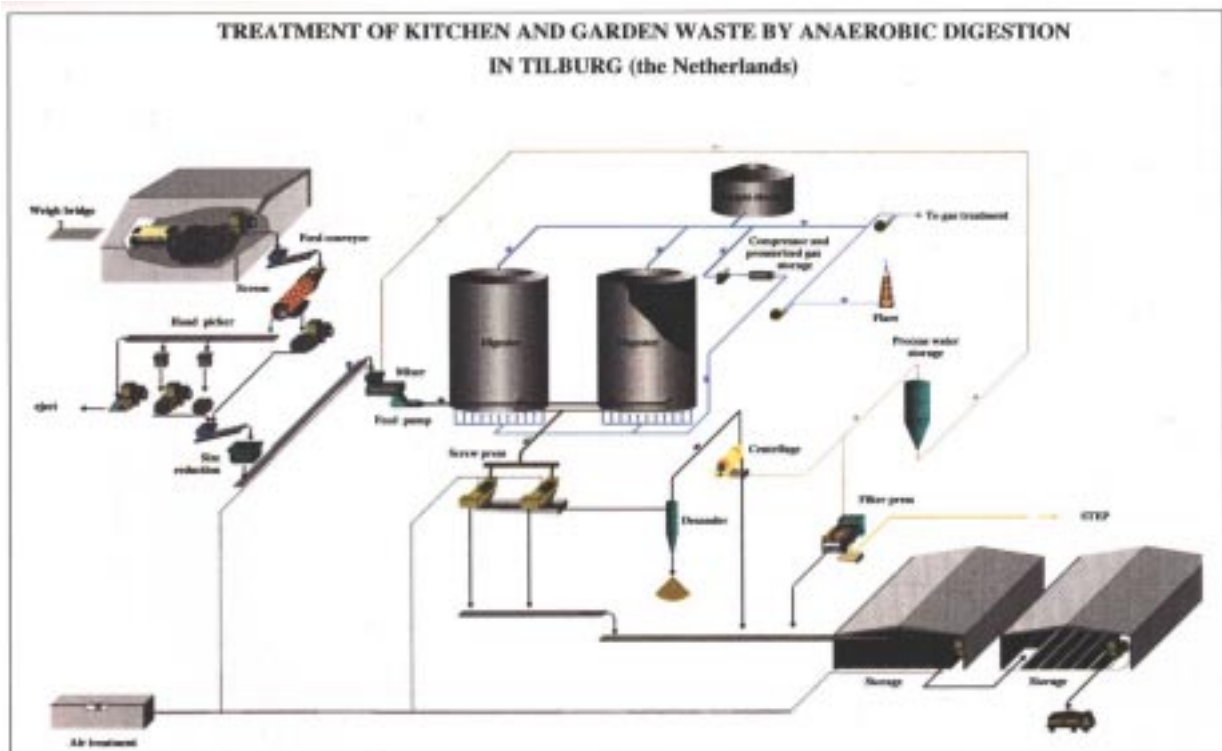 TREATMENT OF KITCHEN AND GARDEN WASTE BY ANAEROBIC DIGESTION
IN TILBURG (the Netherlands)
Weigh bridge
Feed conveyor
Screen
Hand picker
eject
Size
reduction
Mixer
Feed pump
Digester
Digester
Compressor and
pressurized gas
storage
To gas treatment
Flare
Process water
storage
Screw press
Centrifuge
Desander
Filter press
STEP
Storage
Storage
Air treatment